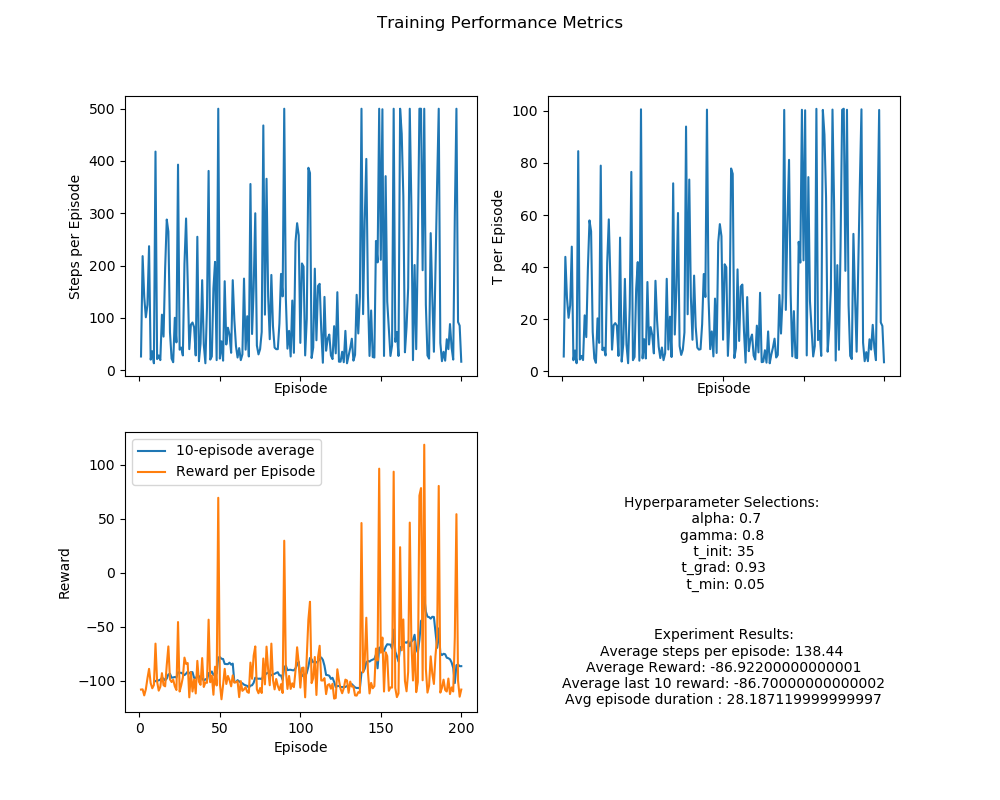 Training Performance Metrics
500
400
300
200
100
0
Steps per Episode
Episode
100
80
60
40
20
0
T per Episode
Episode
10-episode average
Reward per Episode
100
50
0
−50
−100
Reward
0
50
100
150
200
Episode
Hyperparameter Selections:
alpha: 0.7
gamma: 0.8
t_init: 35
t_grad: 0.93
t_min: 0.05
Experiment Results:
Average steps per episode: 138.44
Average Reward: -86.92200000000001
Average last 10 reward: -86.70000000000002
Avg episode duration : 28.187119999999997